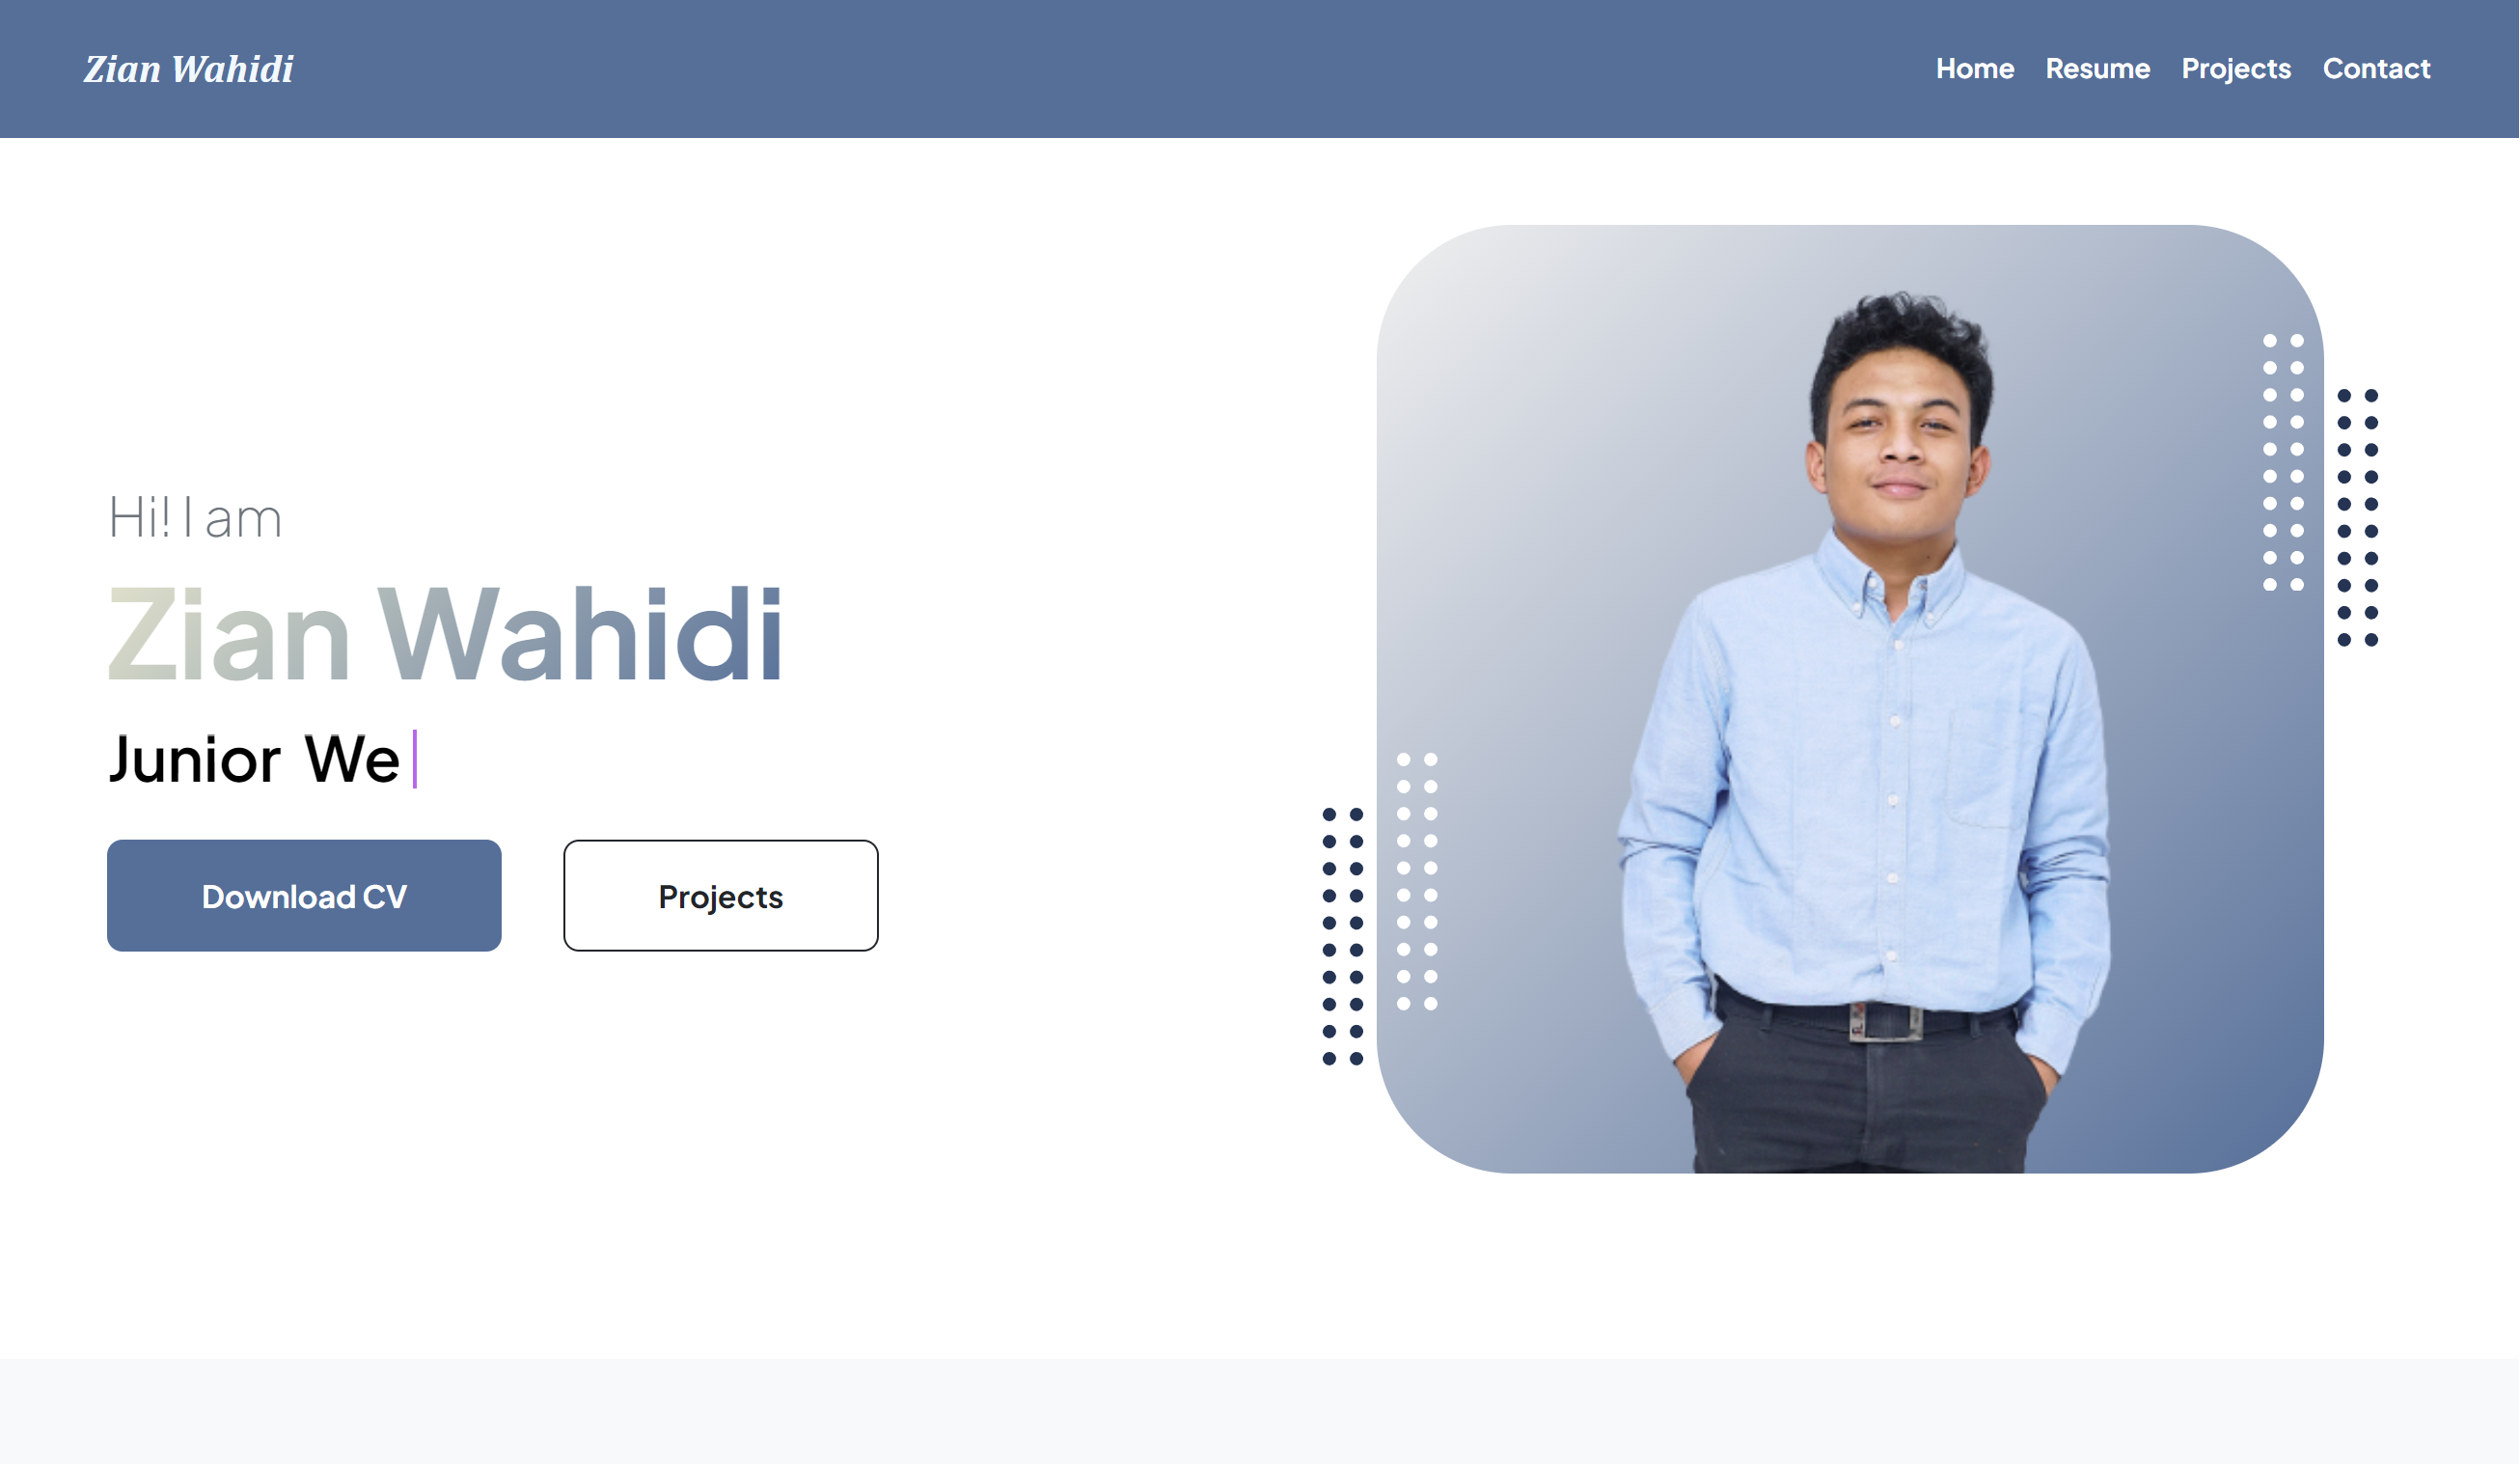 Zian Wahidi
Home Resume Projects Contact
Hi! I am
Zian Wahidi
Junior We
Download CV
Projects